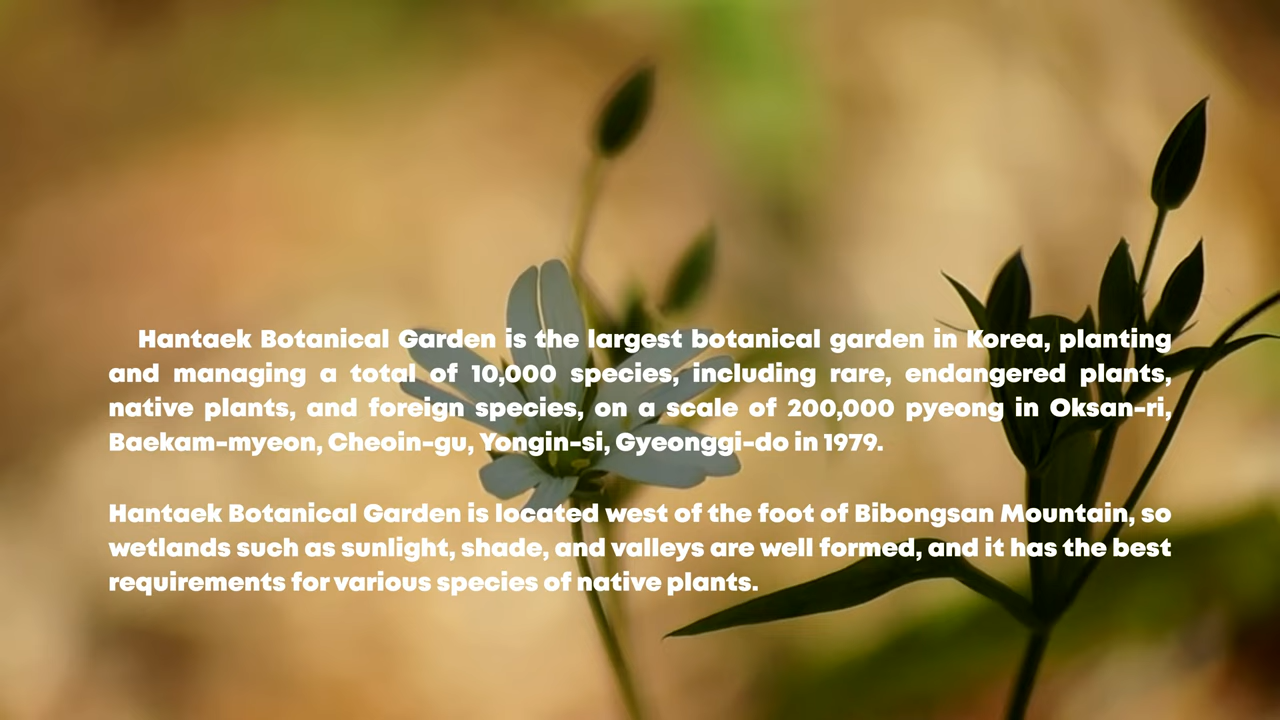 Hantaek Botanical Garden is the largest botanical garden in Korea, planting
and managing a total of 10,000 species, including rare, endangered plants,
native plants, and foreign species, on a scale of 200,000 pyeong in Oksan-ri,
Baekam-myeon, Cheoin-gu, Yongin-si, Gyeonggi-do in 1979.
Hantaek Botanical Garden is located west of the foot of Bibongsan Mountain, so
wetlands such as sunlight, shade, and valleys are well formed, and it has the best
requirements for various species of native plants.